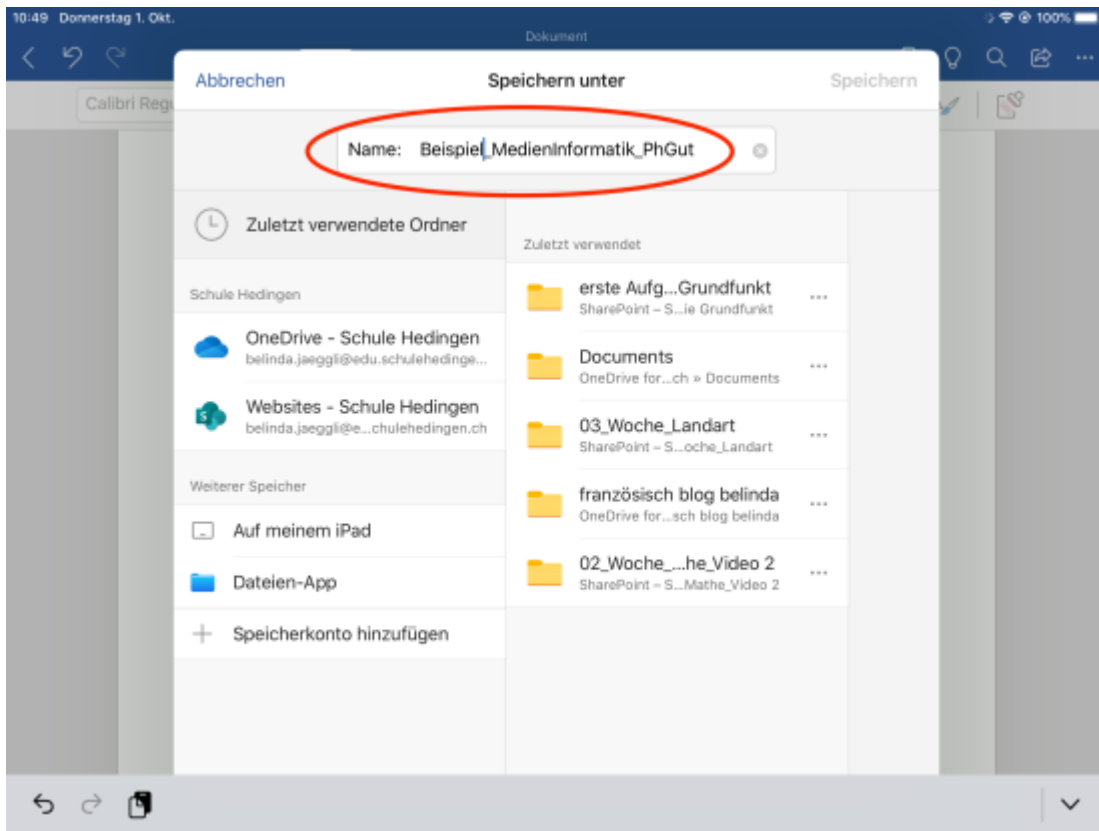 10:49 Donnerstag 1. Okt.
100%
Dokument
Abbrechen
Speichern unter
Speichern
Calibri Regu
Name: Beispiel_MedienInformatik_PhGut
Zuletzt verwendete Ordner
Schule Hedingen
OneDrive - Schule Hedingen
belinda.jaeggli@edu.schulehedinge...
Websites - Schule Hedingen
belinda.jaeggli@e...chulehedingen.ch
Weiterer Speicher
Auf meinem iPad
Dateien-App
Speicherkonto hinzufügen
Zuletzt verwendet
erste Aufg...Grundfunkt
SharePoint – S...ie Grundfunkt
Documents
OneDrive for...ch » Documents
03_Woche_Landart
SharePoint – S...oche_Landart
französisch blog belinda
OneDrive for...sch blog belinda
02_Woche_...he_Video 2
SharePoint – S...Mathe_Video 2